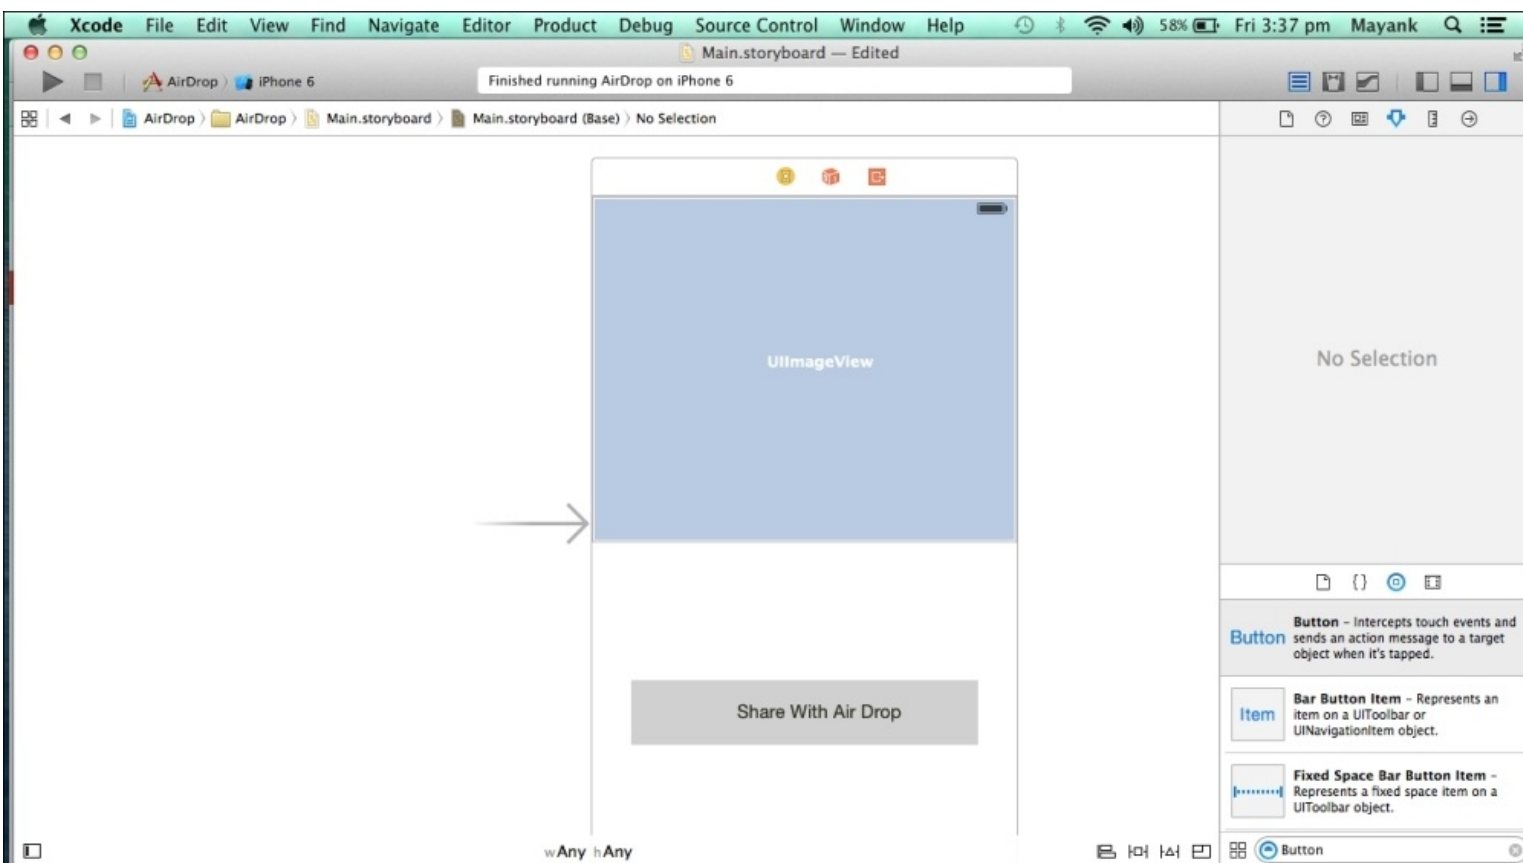 Xcode File Edit View Find Navigate Editor Product Debug Source Control Window Help 58% Fri 3:37 pm Mayank
Main.storyboard — Edited
AirDrop 〉 iPhone 6
Finished running AirDrop on iPhone 6
AirDrop 〉 AirDrop 〉 Main.storyboard 〉 Main.storyboard (Base) 〉 No Selection
UIImageView
No Selection
Share With Air Drop
Button
Button – Intercepts touch events and
sends an action message to a target
object when it's tapped.
Item
Bar Button Item – Represents an
item on a UIToolbar or
UINavigationItem object.
Fixed Space Bar Button Item –
Represents a fixed space item on a
UIToolbar object.
wAny hAny
Button